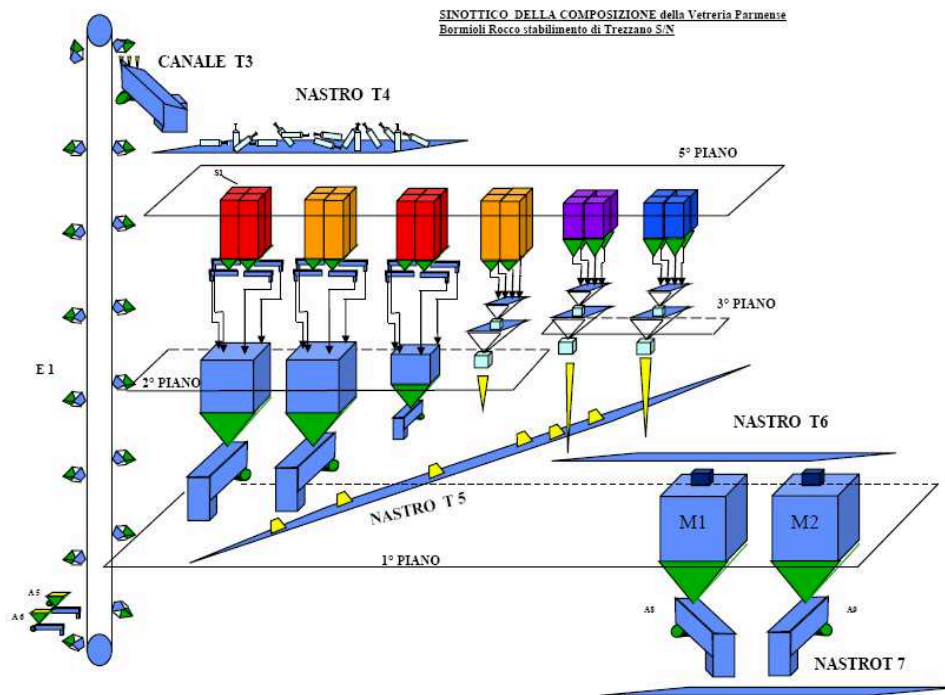 SINOTTICO DELLA COMPOSIZIONE della Vetreria Parmense
Bormioli Rocco stabilimento di Trezzano S/N
CANALE T3
NASTRO T4
5° PIANO
S1
3° PIANO
E 1
2° PIANO
NASTRO T6
NASTRO T 5
M1
M2
1° PIANO
A 5
A 6
A8
A9
NASTROT 7